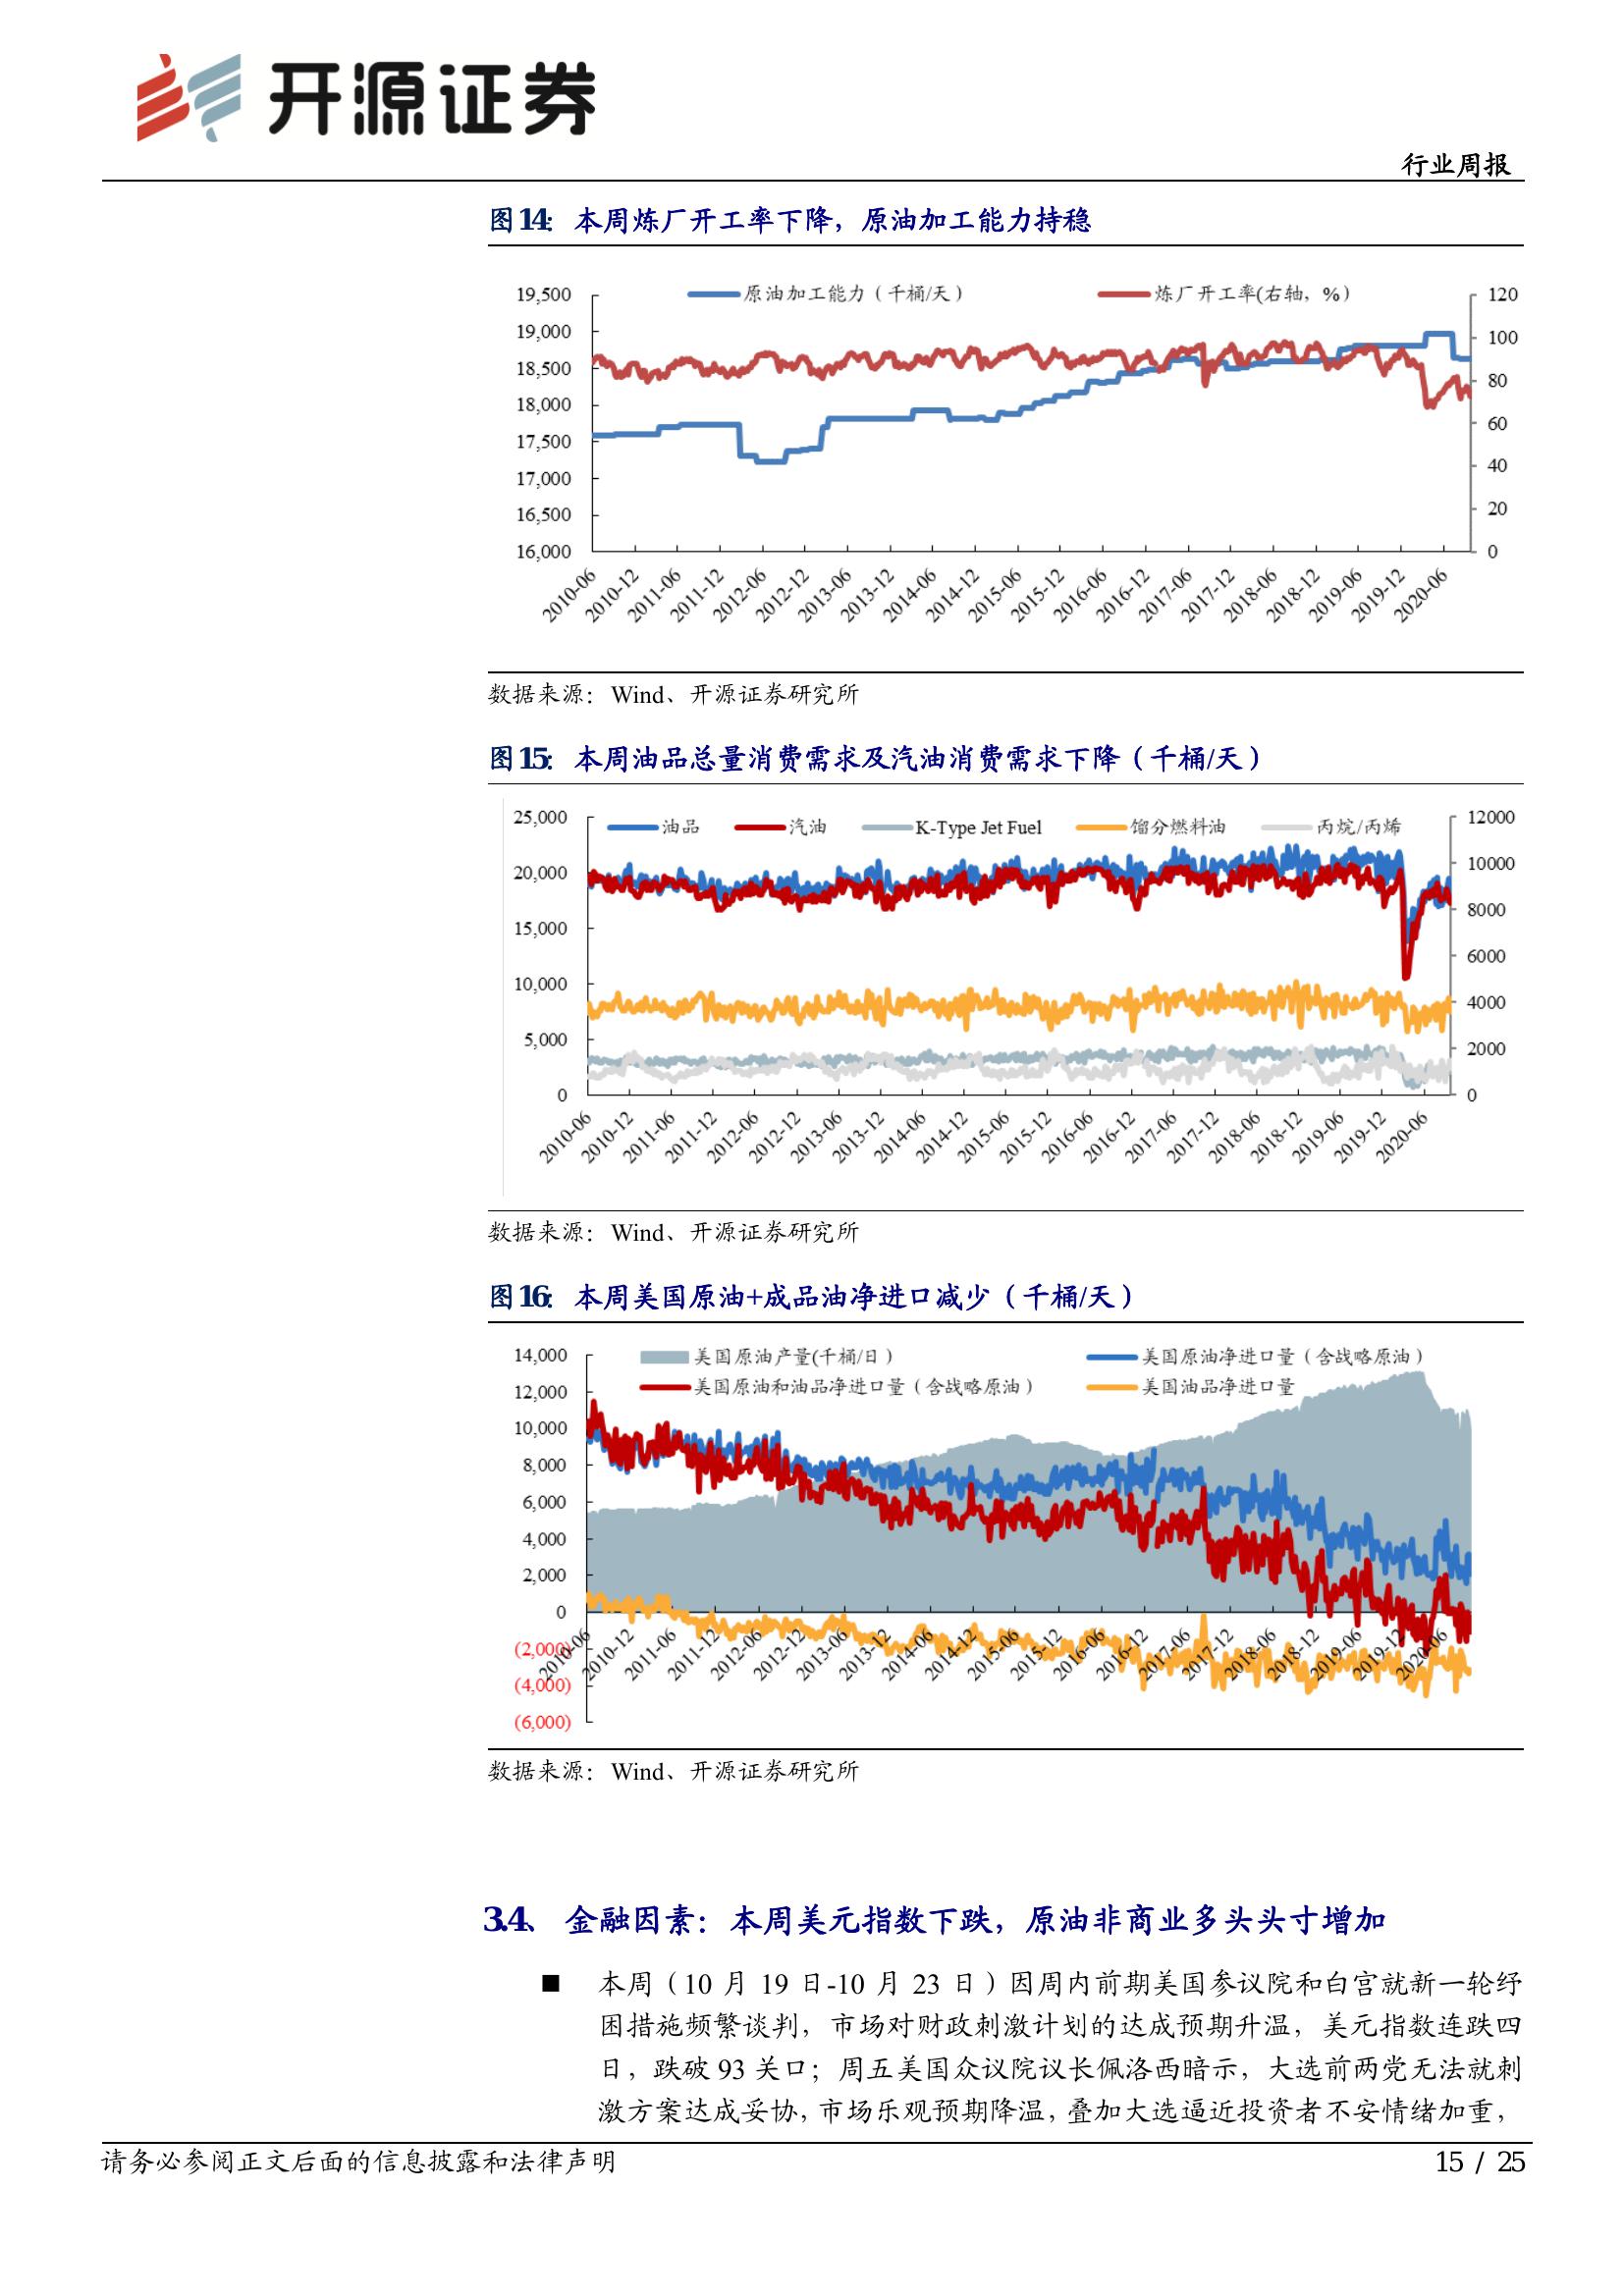 开源证券
行业周报
图14： 本周炼厂开工率下降，原油加工能力持稳
原油加工能力（千桶/天） 炼厂开工率(右轴，%)
19,500
19,000
18,500
18,000
17,500
17,000
16,500
16,000
120
100
80
60
40
20
0
2010-06 2010-12 2011-06 2011-12 2012-06 2012-12 2013-06 2013-12 2014-06 2014-12 2015-06 2015-12 2016-06 2016-12 2017-06 2017-12 2018-06 2018-12 2019-06 2019-12 2020-06
数据来源：Wind、开源证券研究所
图15： 本周油品总量消费需求及汽油消费需求下降（千桶/天）
油品 汽油 K-Type Jet Fuel 馏分燃料油 丙烷/丙烯
25,000
20,000
15,000
10,000
5,000
0
12000
10000
8000
6000
4000
2000
0
2010-06 2010-12 2011-06 2011-12 2012-06 2012-12 2013-06 2013-12 2014-06 2014-12 2015-06 2015-12 2016-06 2016-12 2017-06 2017-12 2018-06 2018-12 2019-06 2019-12 2020-06
数据来源：Wind、开源证券研究所
图16： 本周美国原油+成品油净进口减少（千桶/天）
美国原油产量(千桶/日） 美国原油净进口量（含战略原油）
美国原油和油品净进口量（含战略原油） 美国油品净进口量
14,000
12,000
10,000
8,000
6,000
4,000
2,000
0
(2,000)
(4,000)
(6,000)
2010-06 2010-12 2011-06 2011-12 2012-06 2012-12 2013-06 2013-12 2014-06 2014-12 2015-06 2015-12 2016-06 2016-12 2017-06 2017-12 2018-06 2018-12 2019-06 2019-12 2020-06
数据来源：Wind、开源证券研究所
3.4、 金融因素：本周美元指数下跌，原油非商业多头头寸增加
■ 本周（10 月 19 日-10 月 23 日）因周内前期美国参议院和白宫就新一轮纾
困措施频繁谈判，市场对财政刺激计划的达成预期升温，美元指数连跌四
日，跌破 93 关口；周五美国众议院议长佩洛西暗示，大选前两党无法就刺
激方案达成妥协，市场乐观预期降温，叠加大选逼近投资者不安情绪加重，
请务必参阅正文后面的信息披露和法律声明
15 / 25